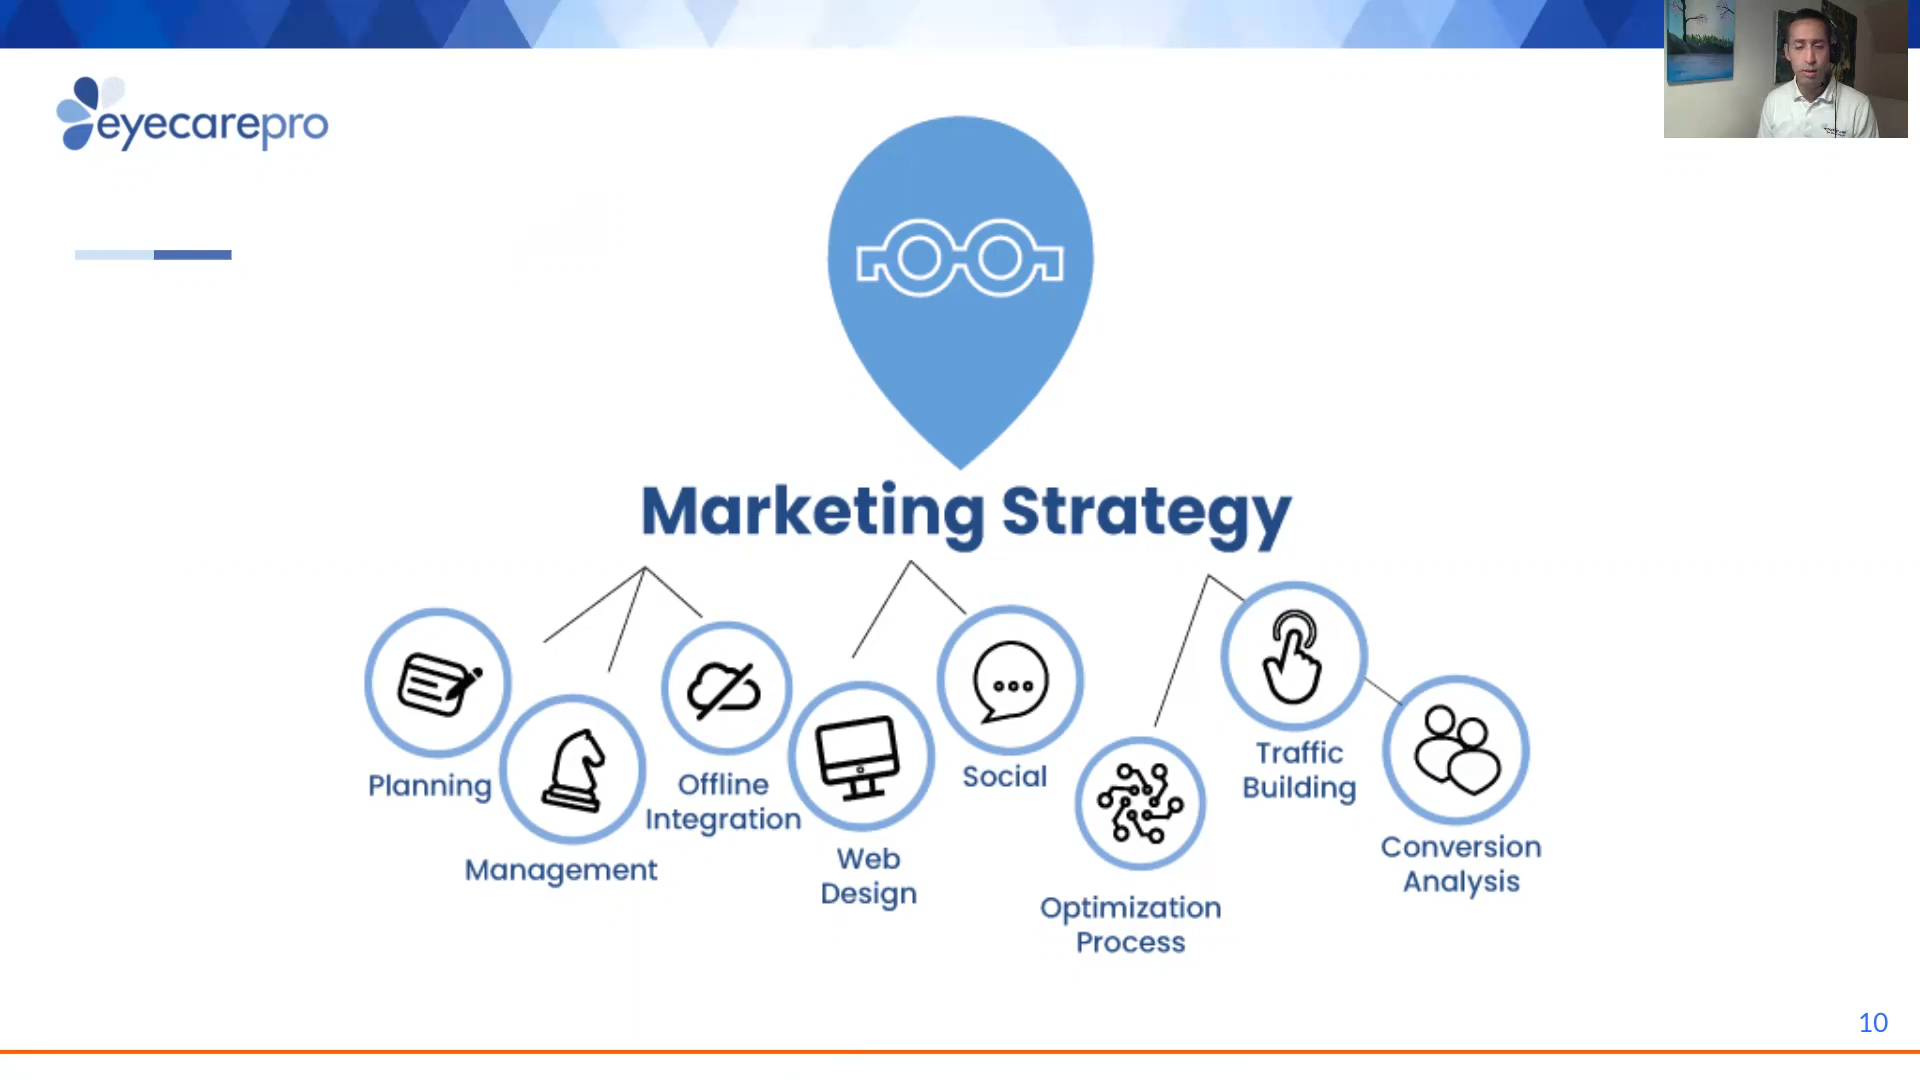 eyecarepro
Marketing Strategy
Planning
Management
Offline
Integration
Web
Design
Social
Optimization
Process
Traffic
Building
Conversion
Analysis
10